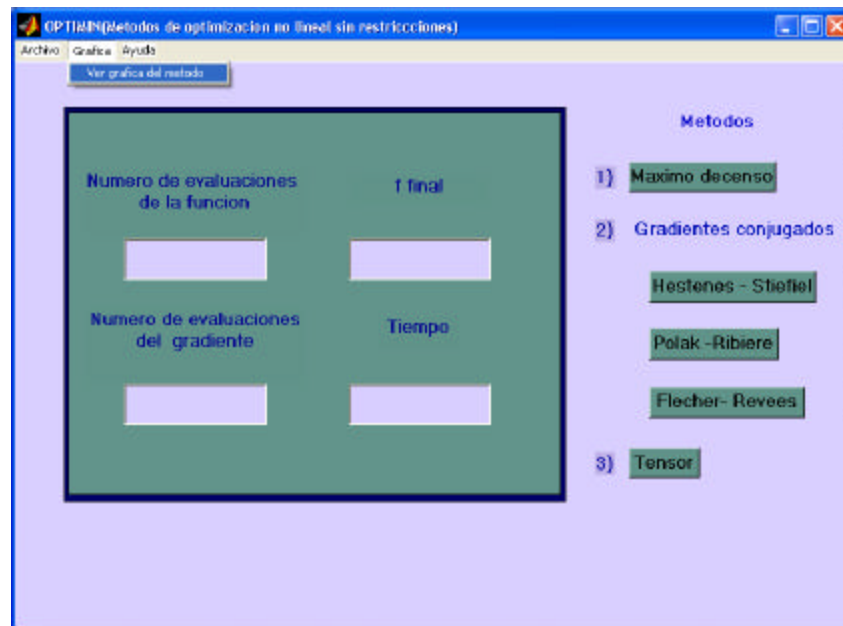 OPTIMIN(Metodos de optimizacion no lineal sin restriccciones)
Archivo Grafica Ayuda
Ver grafica del metodo
Metodos
Numero de evaluaciones
de la funcion
f final
1) Maximo decenso
2) Gradientes conjugados
Hestenes - Stiefiel
Numero de evaluaciones
del gradiente
Tiempo
Polak -Ribiere
Flecher- Revees
3) Tensor